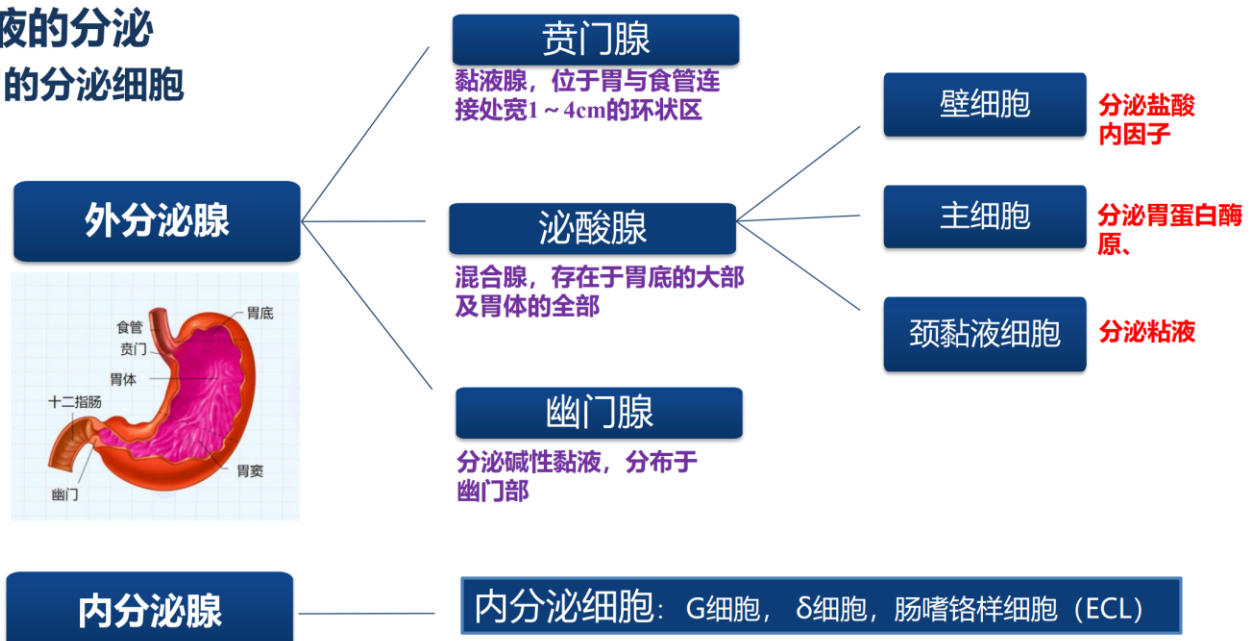 液的分泌
的分泌细胞
外分泌腺
贲门腺
黏液腺，位于胃与食管连
接处宽1～4cm的环状区
泌酸腺
混合腺，存在于胃底的大部
及胃体的全部
幽门腺
分泌碱性黏液，分布于
幽门部
壁细胞
分泌盐酸
内因子
主细胞
分泌胃蛋白酶
原、
颈黏液细胞
分泌粘液
食管
贲门
胃体
十二指肠
幽门
胃底
胃窦
内分泌腺
内分泌细胞：G细胞， δ细胞，肠嗜铬样细胞（ECL）